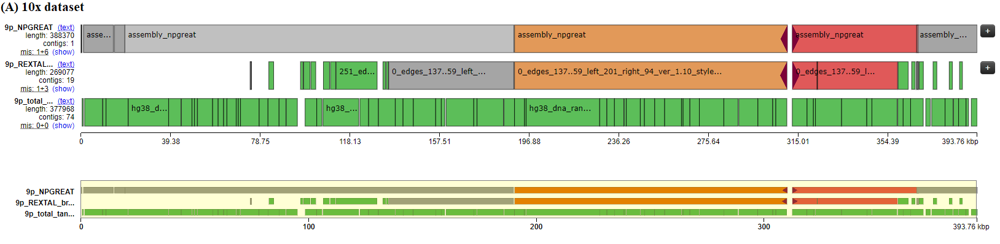 (A) 10x dataset
9p_NPGREAT (text)
length: 388370
contigs: 1
mis: 1+6 (show)
asse...
assembly_npgreat
assembly_npgreat
assembly_npgreat
assembly_...
+
9p_REXTAL... (text)
length: 269077
contigs: 19
mis: 1+3 (show)
251_ed...
0_edges_137..59_left_...
0_edges_137..59_left_201_right_94_ver_1.10_style...
0_edges_137..59_l...
+
9p_total_... (text)
length: 377968
contigs: 74
mis: 0+0 (show)
hg38_d...
hg38_...
hg38_dna_ran...
0 39.38 78.75 118.13 157.51 196.88 236.26 275.64 315.01 354.39 393.76 kbp
9p_NPGREAT
9p_REXTAL_br...
9p_total_tan...
0 100 200 300 393.76 kbp